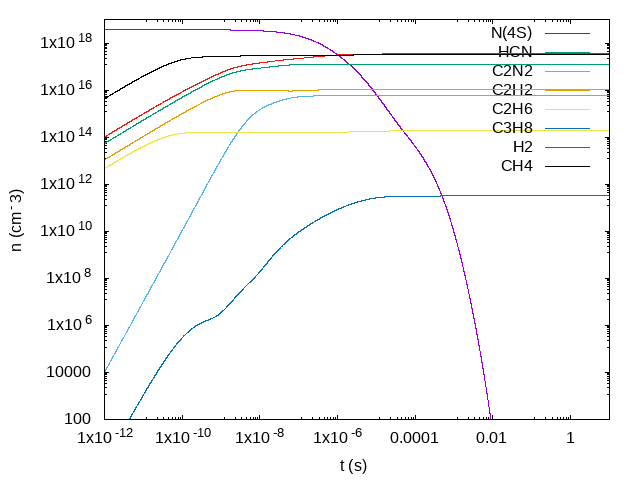 1x10 18
1x10 16
1x10 14
1x10 12
1x10 10
1x10 8
1x10 6
10000
100
n (cm-3)
N(4S)
HCN
C2N2
C2H2
C2H6
C3H8
H2
CH4
1x10 -12 1x10 -10 1x10 -8 1x10 -6 0.0001 0.01 1
t (s)